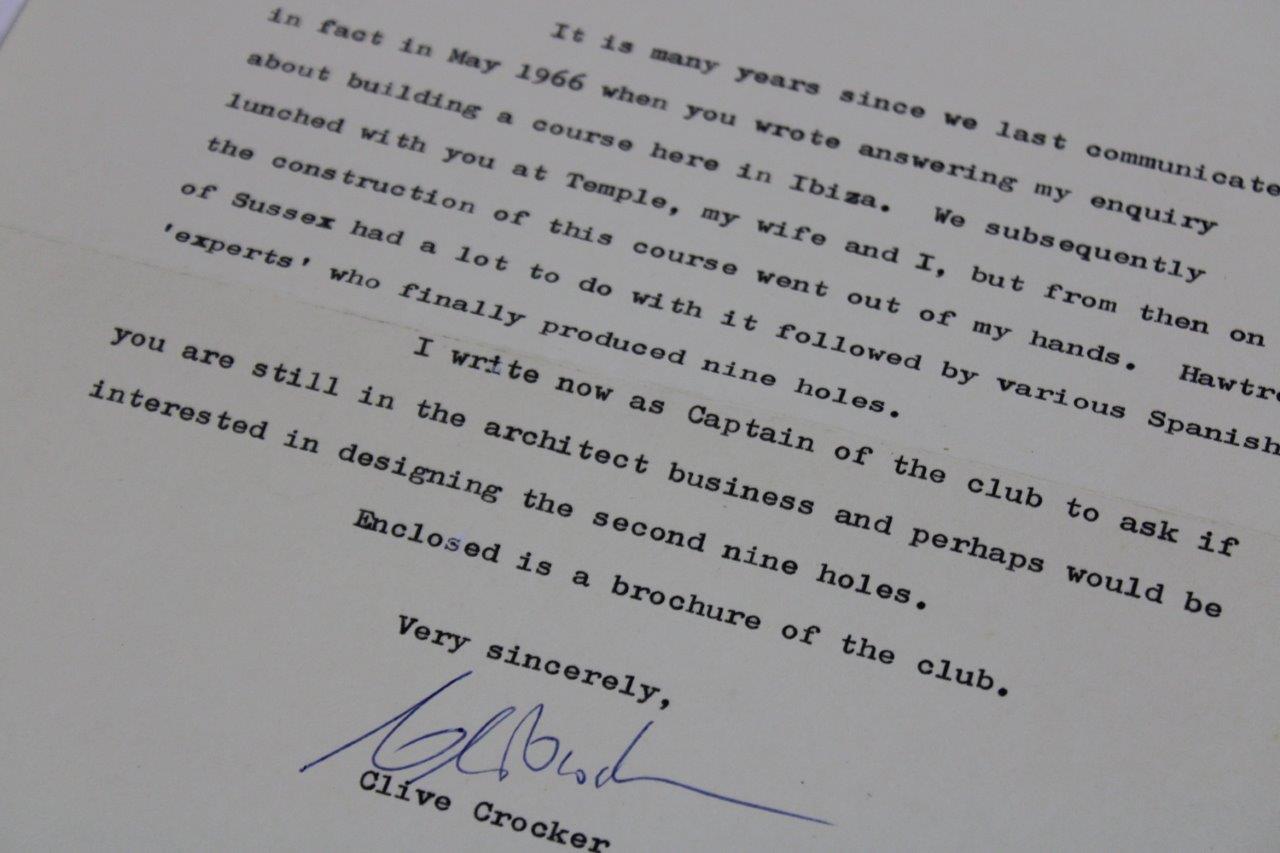 It is many years since we last communicate
in fact in May 1966 when you wrote answering my enquiry
about building a course here in Ibiza. We subsequently
lunched with you at Temple, my wife and I, but from then on
the construction of this course went out of my hands. Hawtre
of Sussex had a lot to do with it followed by various Spanish
'experts' who finally produced nine holes.
I write now as Captain of the club to ask if
you are still in the architect business and perhaps would be
interested in designing the second nine holes.
Enclosed is a brochure of the club.
Very sincerely,
Clive Crocker